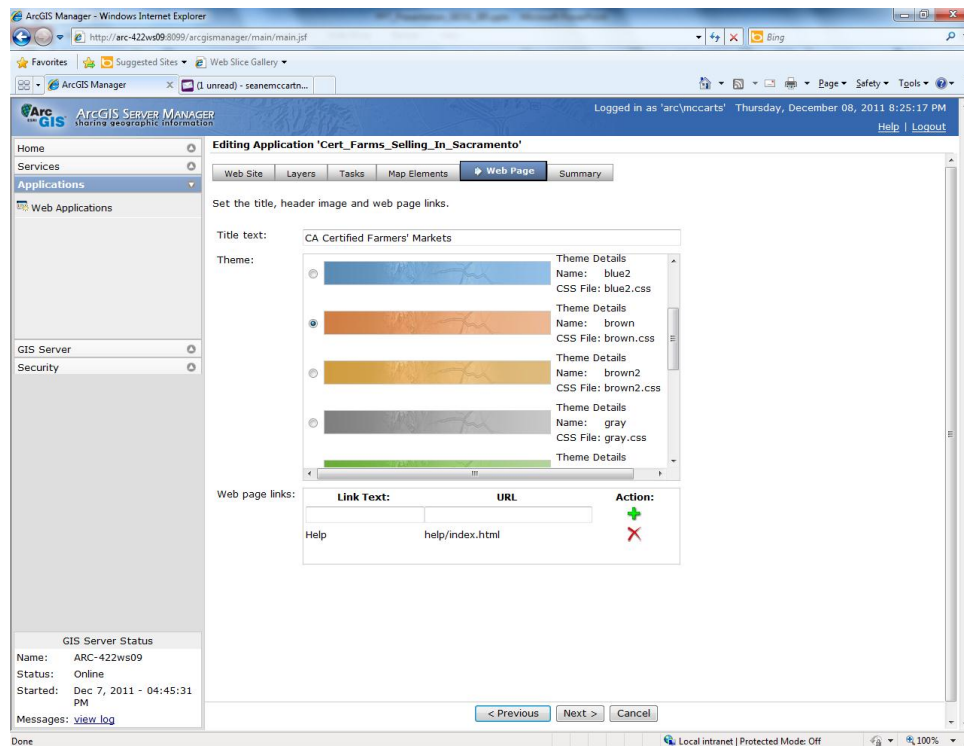 ArcGIS Manager - Windows Internet Explorer
http://arc-422ws09:8099/arcgismanager/main/main.jsf
Bing
Favorites
Suggested Sites
Web Slice Gallery
ArcGIS Manager
(1 unread) - seanemccartn...
Page
Safety
Tools
ArcGIS
ArcGIS Server Manager
sharing geographic information
Logged in as 'arc\mccarts' Thursday, December 08, 2011 8:25:17 PM
Help | Logout
Home
Services
Applications
Web Applications
GIS Server
Security
Editing Application 'Cert_Farms_Selling_In_Sacramento'
Web Site
Layers
Tasks
Map Elements
Web Page
Summary
Set the title, header image and web page links.
Title text: CA Certified Farmers' Markets
Theme:
Theme Details
Name: blue2
CSS File: blue2.css
Theme Details
Name: brown
CSS File: brown.css
Theme Details
Name: brown2
CSS File: brown2.css
Theme Details
Name: gray
CSS File: gray.css
Theme Details
Web page links:
Link Text: URL Action:
Help help/index.html
GIS Server Status
Name: ARC-422ws09
Status: Online
Started: Dec 7, 2011 - 04:45:31
PM
Messages: view log
< Previous
Next >
Cancel
Done
Local intranet | Protected Mode: Off
100%